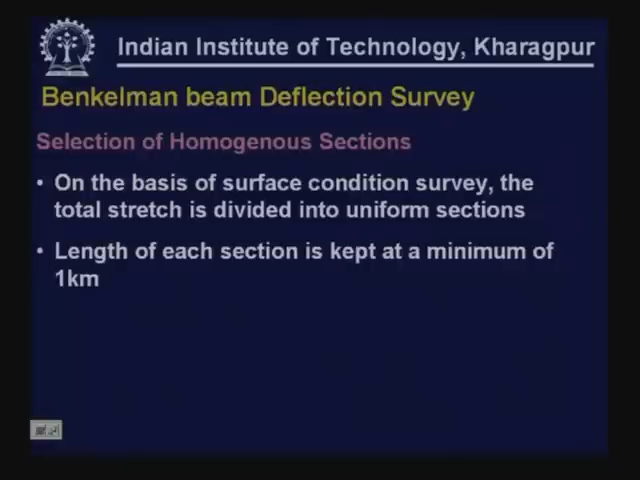 Indian Institute of Technology, Kharagpur
Benkelman beam Deflection Survey
Selection of Homogenous Sections
• On the basis of surface condition survey, the
total stretch is divided into uniform sections
• Length of each section is kept at a minimum of
1km